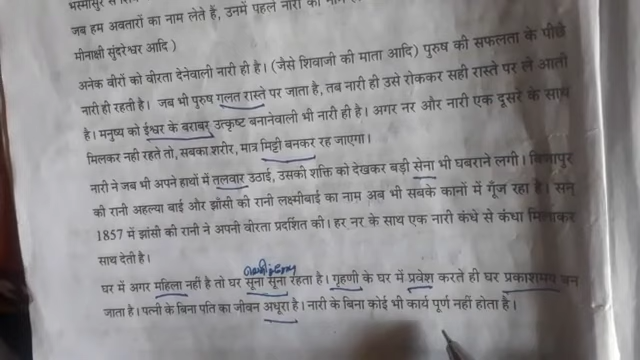 भस्मासुर से
जब हम अवतारों का नाम लेते हैं, उनमें पहले नारी का नाम
मीनाक्षी सुंदरेश्वर आदि )
अनेक वीरों को वीरता देनेवाली नारी ही है। (जैसे शिवाजी की माता आदि) पुरुष की सफलता के पीछे
नारी ही रहती है। जब भी पुरुष गलत रास्ते पर जाता है, तब नारी ही उसे रोककर सही रास्ते पर ले आती
है। मनुष्य को ईश्वर के बराबर उत्कृष्ट बनानेवाली भी नारी ही है। अगर नर और नारी एक दूसरे के साथ
मिलकर नही रहते तो, सबका शरीर, मात्र मिट्टी बनकर रह जाएगा।
नारी ने जब भी अपने हाथों में तलवार उठाई, उसकी शक्ति को देखकर बड़ी सेना भी घबराने लगी। बिजापुर
की रानी अहल्या बाई और झाँसी की रानी लक्ष्मीबाई का नाम अब भी सबके कानों में गूँज रहा है। सन्
1857 में झांसी की रानी ने अपनी वीरता प्रदर्शित की। हर नर के साथ एक नारी कंधे से कंधा मिलाकर
साथ देती है।
घर में अगर महिला नहीं है तो घर सूना सूना रहता है। गृहणी के घर में प्रवेश करते ही घर प्रकाशमय बन
जाता है। पत्नी के बिना पति का जीवन अधूरा है। नारी के बिना कोई भी कार्य पूर्ण नहीं होता है।